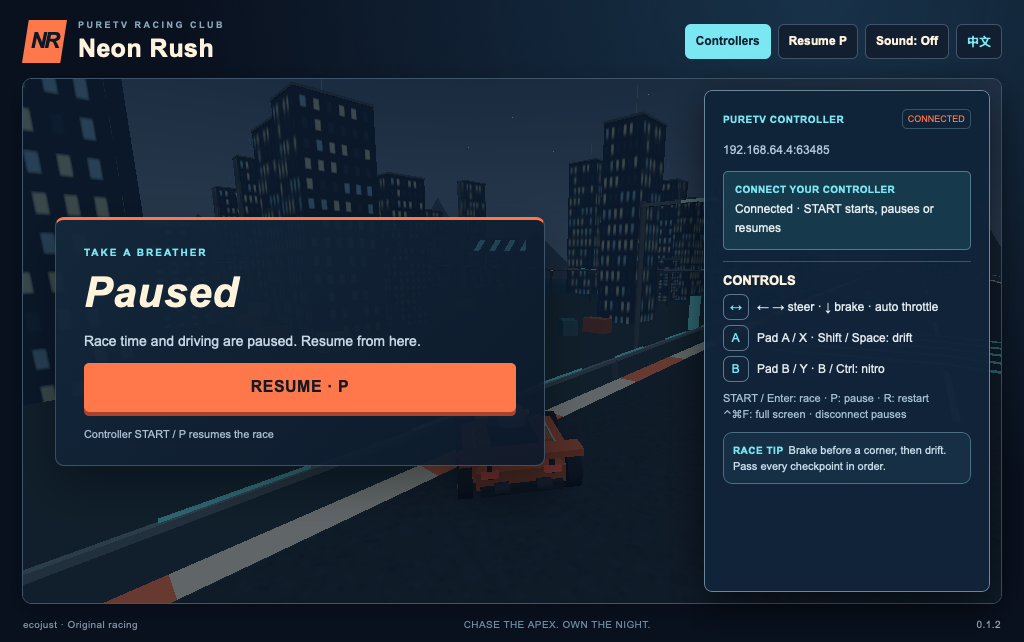 NR
PURETV RACING CLUB
Neon Rush
Controllers
Resume P
Sound: Off
中文
TAKE A BREATHER
Paused
Race time and driving are paused. Resume from here.
RESUME · P
Controller START / P resumes the race
PURETV CONTROLLER
CONNECTED
192.168.64.4:63485
CONNECT YOUR CONTROLLER
Connected · START starts, pauses or
resumes
CONTROLS
↔ ←→ steer · ↓ brake · auto throttle
A Pad A / X · Shift / Space: drift
B Pad B / Y · B / Ctrl: nitro
START / Enter: race · P: pause · R: restart
^⌘F: full screen · disconnect pauses
RACE TIP Brake before a corner, then drift.
Pass every checkpoint in order.
ecojust · Original racing
CHASE THE APEX. OWN THE NIGHT.
0.1.2